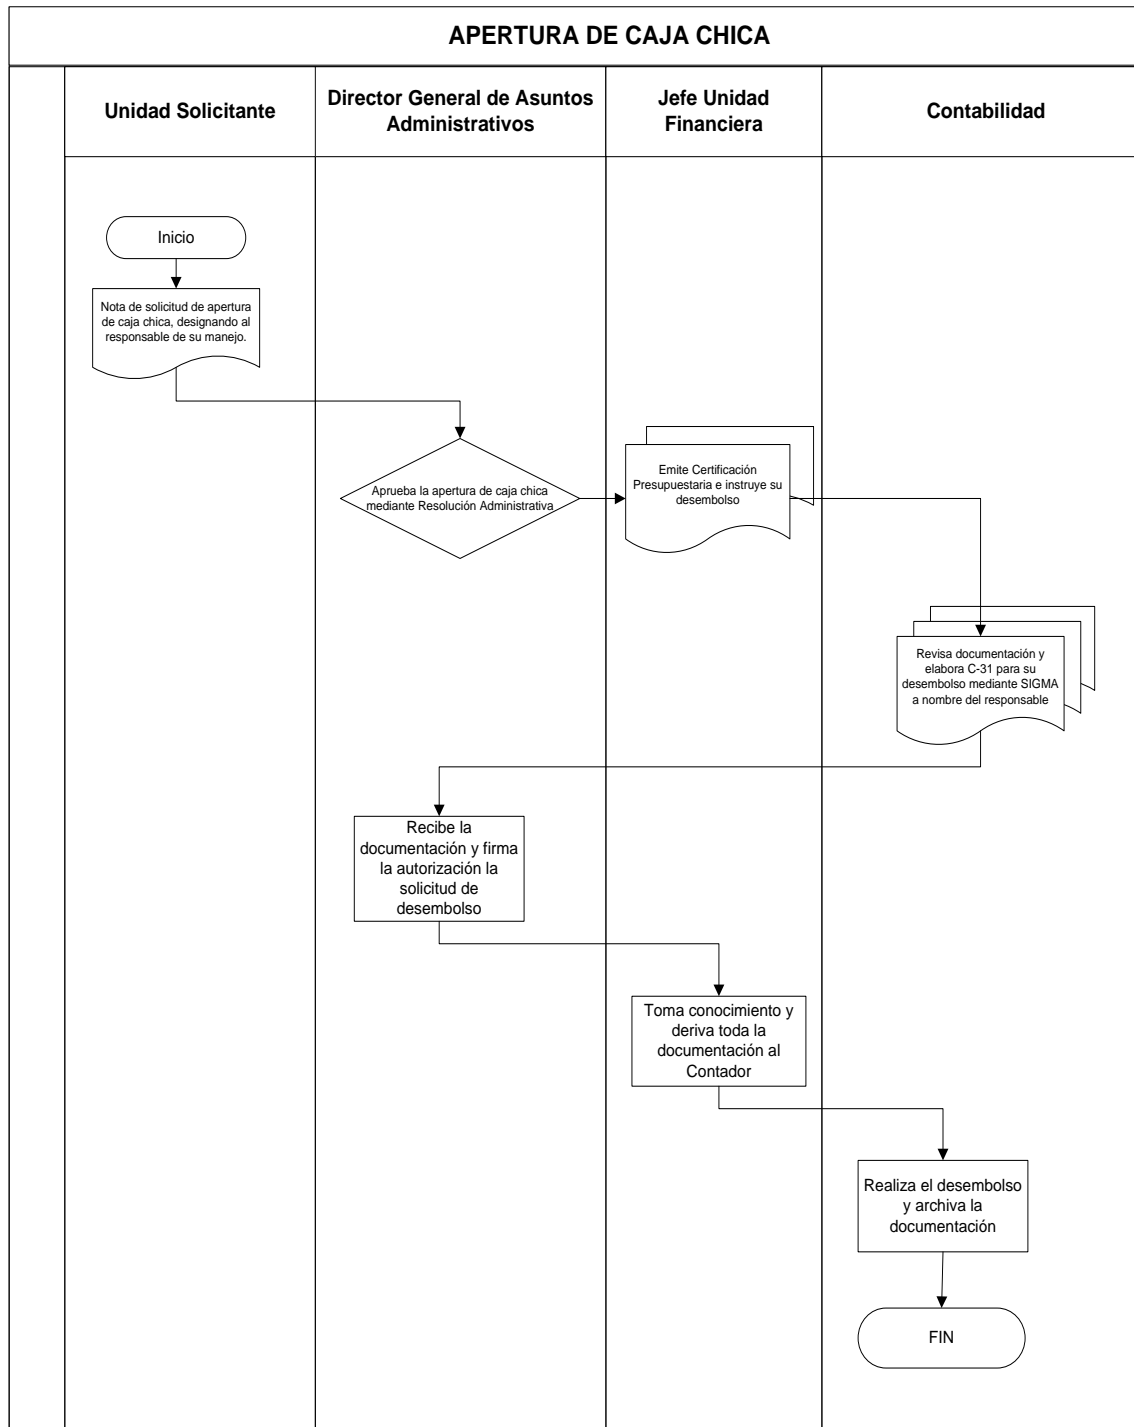 APERTURA DE CAJA CHICA
Unidad Solicitante
Director General de Asuntos
Administrativos
Jefe Unidad
Financiera
Contabilidad
Inicio
Nota de solicitud de apertura
de caja chica, designando al
responsable de su manejo.
Aprueba la apertura de caja chica
mediante Resolución Administrativa
Emite Certificación
Presupuestaria e instruye su
desembolso
Revisa documentación y
elabora C-31 para su
desembolso mediante SIGMA
a nombre del responsable
Recibe la
documentación y firma
la autorización la
solicitud de
desembolso
Toma conocimiento y
deriva toda la
documentación al
Contador
Realiza el desembolso
y archiva la
documentación
FIN